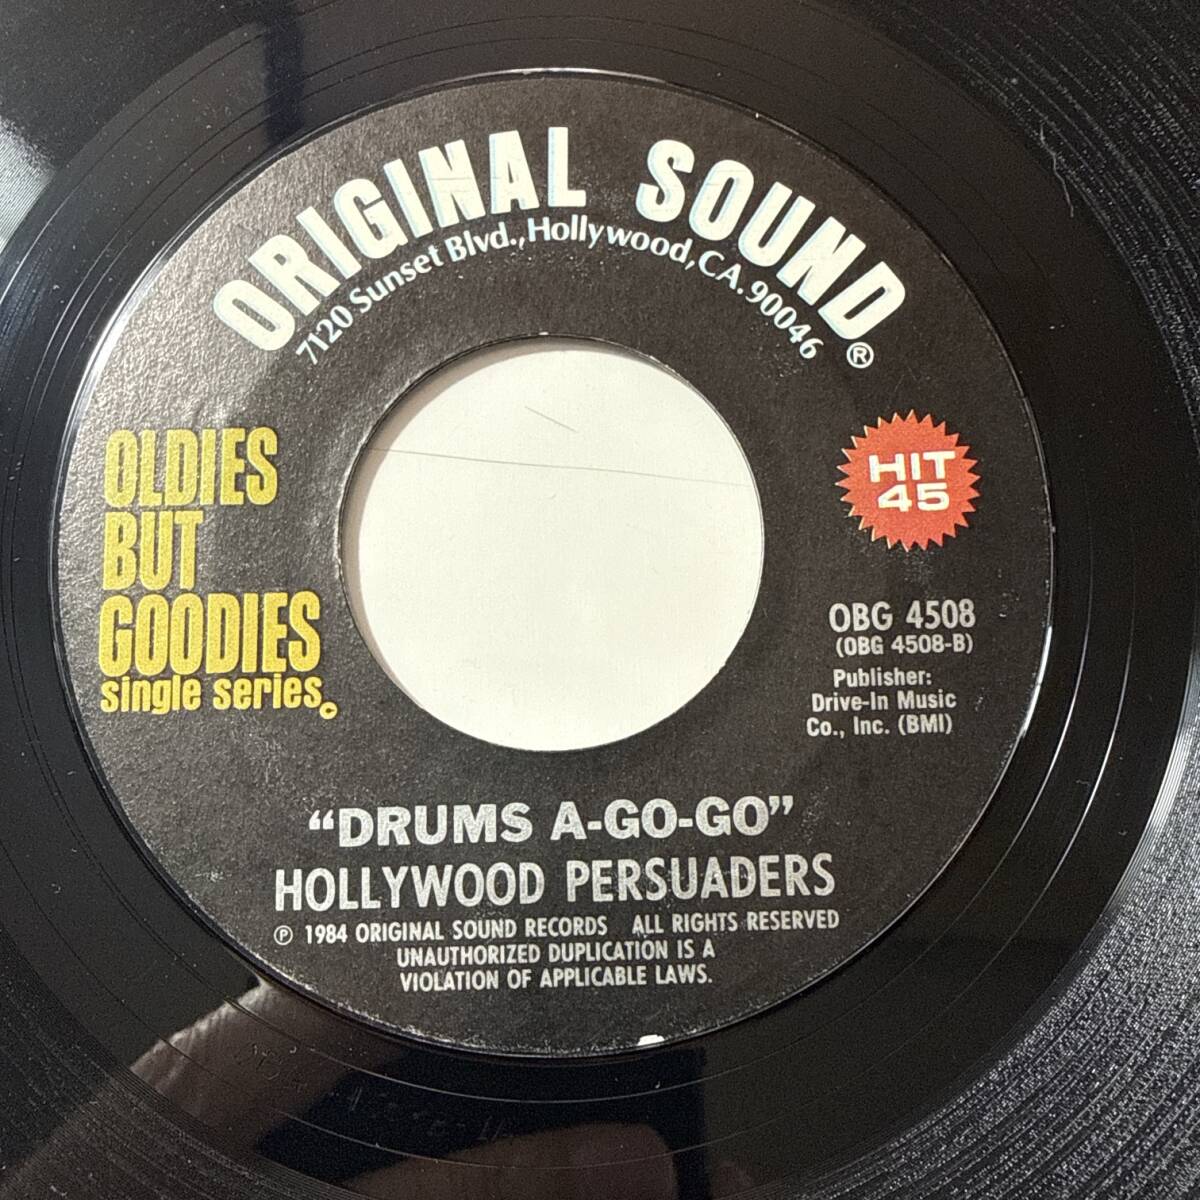 ORIGINAL SOUND®
7120 Sunset Blvd., Hollywood, CA. 90046
OLDIES
BUT
GOODIES
single series. c
HIT
45
OBG 4508
(OBG 4508-B)
Publisher:
Drive-In Music
Co., Inc. (BMI)
“DRUMS A-GO-GO”
HOLLYWOOD PERSUADERS
℗ 1984 ORIGINAL SOUND RECORDS ALL RIGHTS RESERVED
UNAUTHORIZED DUPLICATION IS A
VIOLATION OF APPLICABLE LAWS.